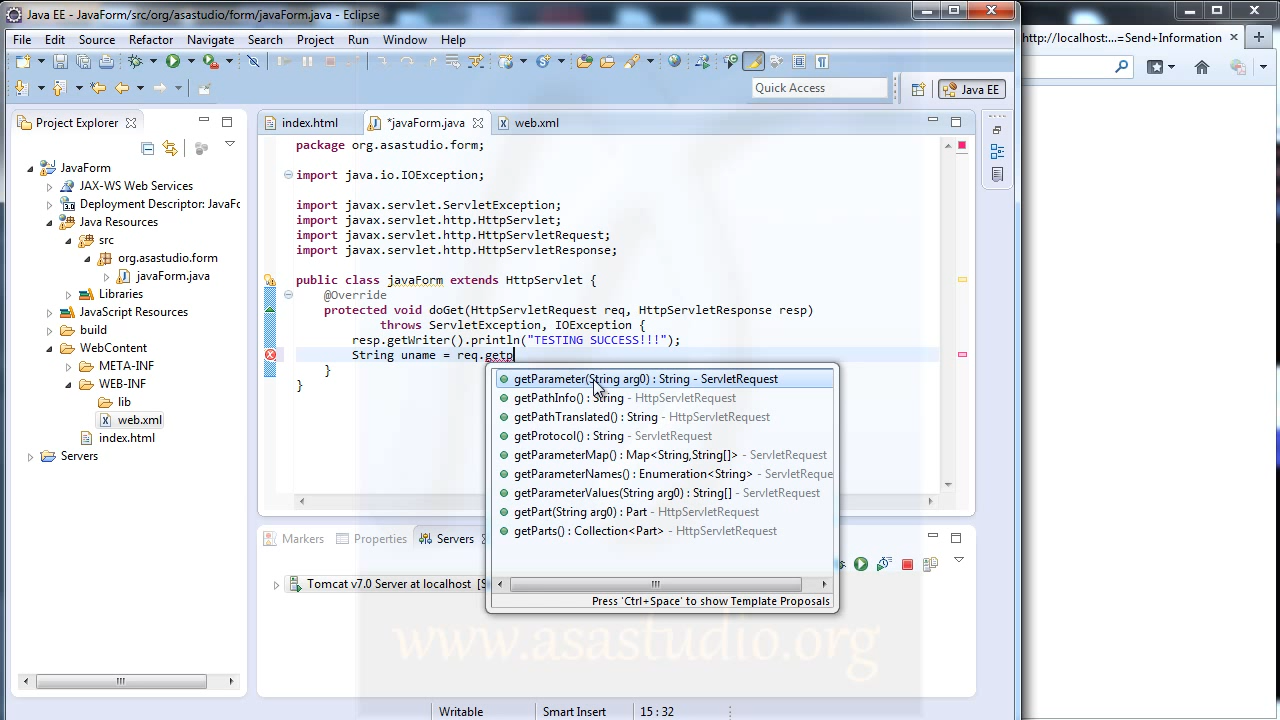 Java EE - JavaForm/src/org/asastudio/form/javaForm.java - Eclipse
File Edit Source Refactor Navigate Search Project Run Window Help
http://localhost:...=Send+Information
Quick Access
Java EE
Project Explorer
JavaForm
JAX-WS Web Services
Deployment Descriptor: JavaFo
Java Resources
src
org.asastudio.form
javaForm.java
Libraries
JavaScript Resources
build
WebContent
META-INF
WEB-INF
lib
web.xml
index.html
Servers
index.html *javaForm.java web.xml
package org.asastudio.form;
import java.io.IOException;
import javax.servlet.ServletException;
import javax.servlet.http.HttpServlet;
import javax.servlet.http.HttpServletRequest;
import javax.servlet.http.HttpServletResponse;
public class javaForm extends HttpServlet {
@Override
protected void doGet(HttpServletRequest req, HttpServletResponse resp)
throws ServletException, IOException {
resp.getWriter().println("TESTING SUCCESS!!!");
String uname = req.getp
}
}
getParameter(String arg0) : String - ServletRequest
getPathInfo() : String - HttpServletRequest
getPathTranslated() : String - HttpServletRequest
getProtocol() : String - ServletRequest
getParameterMap() : Map<String,String[]> - ServletRequest
getParameterNames() : Enumeration<String> - ServletReque
getParameterValues(String arg0) : String[] - ServletRequest
getPart(String arg0) : Part - HttpServletRequest
getParts() : Collection<Part> - HttpServletRequest
Press 'Ctrl+Space' to show Template Proposals
Markers Properties Servers
Tomcat v7.0 Server at localhost [S
www.asastudio.org
Writable Smart Insert 15 : 32